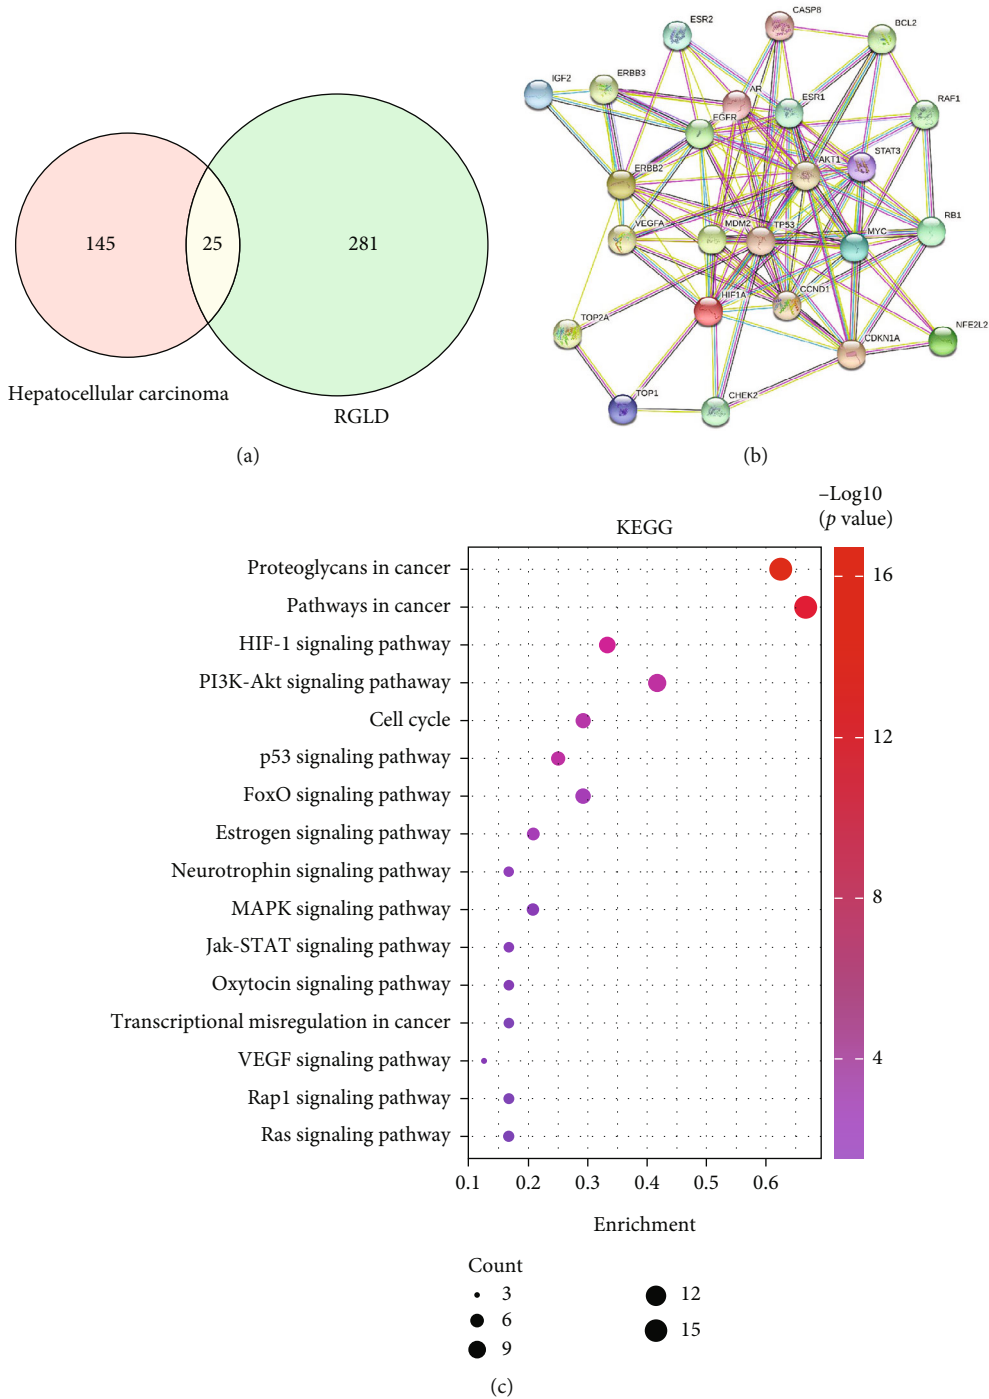 145
25
281
Hepatocellular carcinoma
RGLD
(a)
ESR2
CASP8
BCL2
IGF2
ERBB3
AR
ESR1
RAF1
EGFR
AKT1
STAT3
ERBB2
VEGFA
MDM2
TP53
MYC
RB1
HIF1A
CCND1
TOP2A
CDKN1A
NFE2L2
TOP1
CHEK2
(b)
–Log10
(p value)
KEGG
Proteoglycans in cancer
Pathways in cancer
HIF-1 signaling pathway
PI3K-Akt signaling pathaway
Cell cycle
p53 signaling pathway
FoxO signaling pathway
Estrogen signaling pathway
Neurotrophin signaling pathway
MAPK signaling pathway
Jak-STAT signaling pathway
Oxytocin signaling pathway
Transcriptional misregulation in cancer
VEGF signaling pathway
Rap1 signaling pathway
Ras signaling pathway
16
12
8
4
0.1 0.2 0.3 0.4 0.5 0.6
Enrichment
Count
3
6
9
12
15
(c)